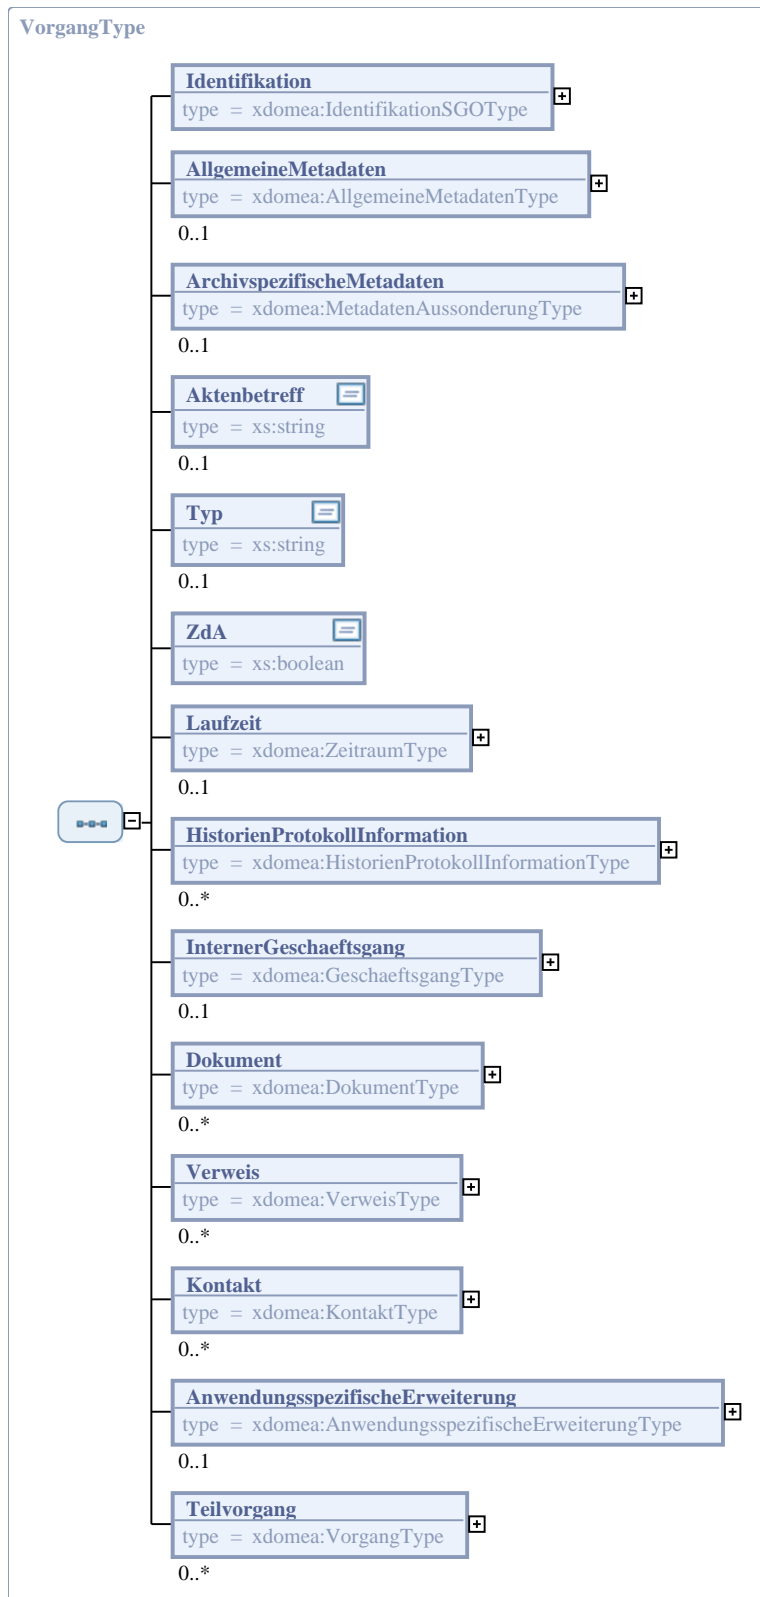 VorgangType
Identifikation
type = xdomea:IdentifikationSGOType
AllgemeineMetadaten
type = xdomea:AllgemeineMetadatenType
0..1
ArchivspezifischeMetadaten
type = xdomea:MetadatenAussonderungType
0..1
Aktenbetreff
type = xs:string
0..1
Typ
type = xs:string
0..1
ZdA
type = xs:boolean
Laufzeit
type = xdomea:ZeitraumType
0..1
HistorienProtokollInformation
type = xdomea:HistorienProtokollInformationType
0..*
InternerGeschaeftsgang
type = xdomea:GeschaeftsgangType
0..1
Dokument
type = xdomea:DokumentType
0..*
Verweis
type = xdomea:VerweisType
0..*
Kontakt
type = xdomea:KontaktType
0..*
AnwendungsspezifischeErweiterung
type = xdomea:AnwendungsspezifischeErweiterungType
0..1
Teilvorgang
type = xdomea:VorgangType
0..*